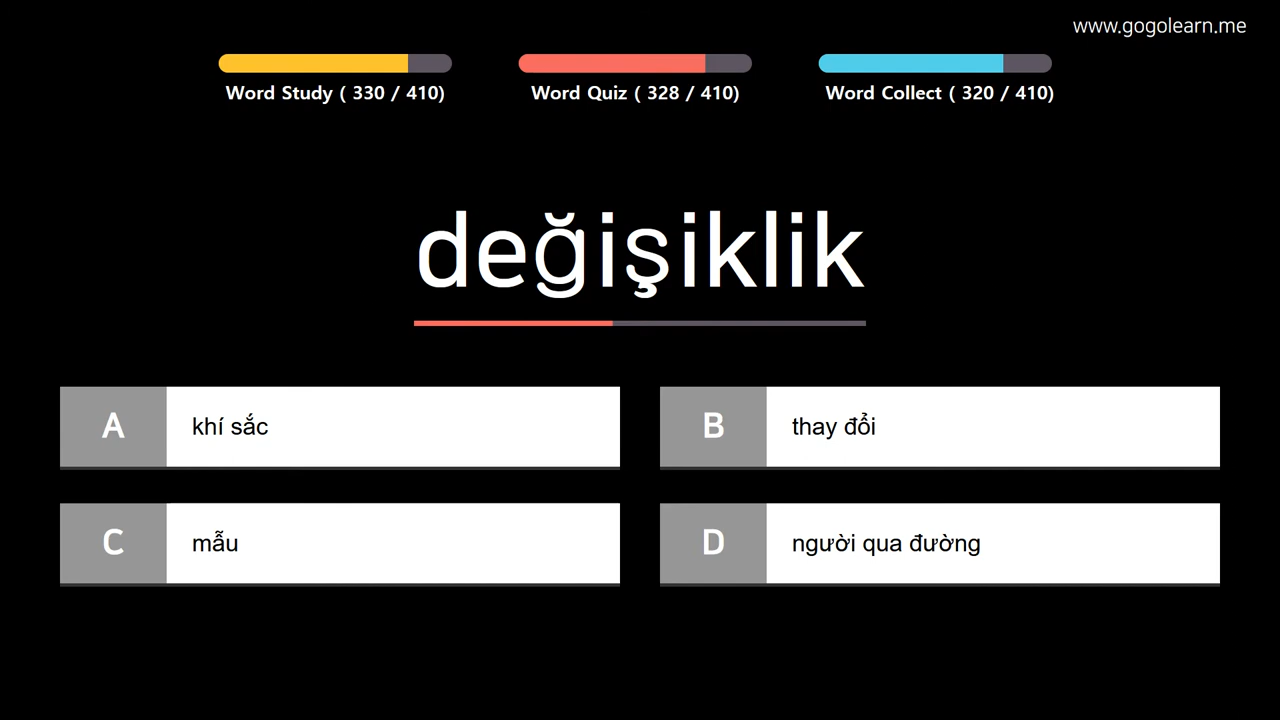 www.gogolearn.me
Word Study ( 330 / 410)
Word Quiz ( 328 / 410)
Word Collect ( 320 / 410)
değişiklik
A khí sắc
B thay đổi
C mẫu
D người qua đường